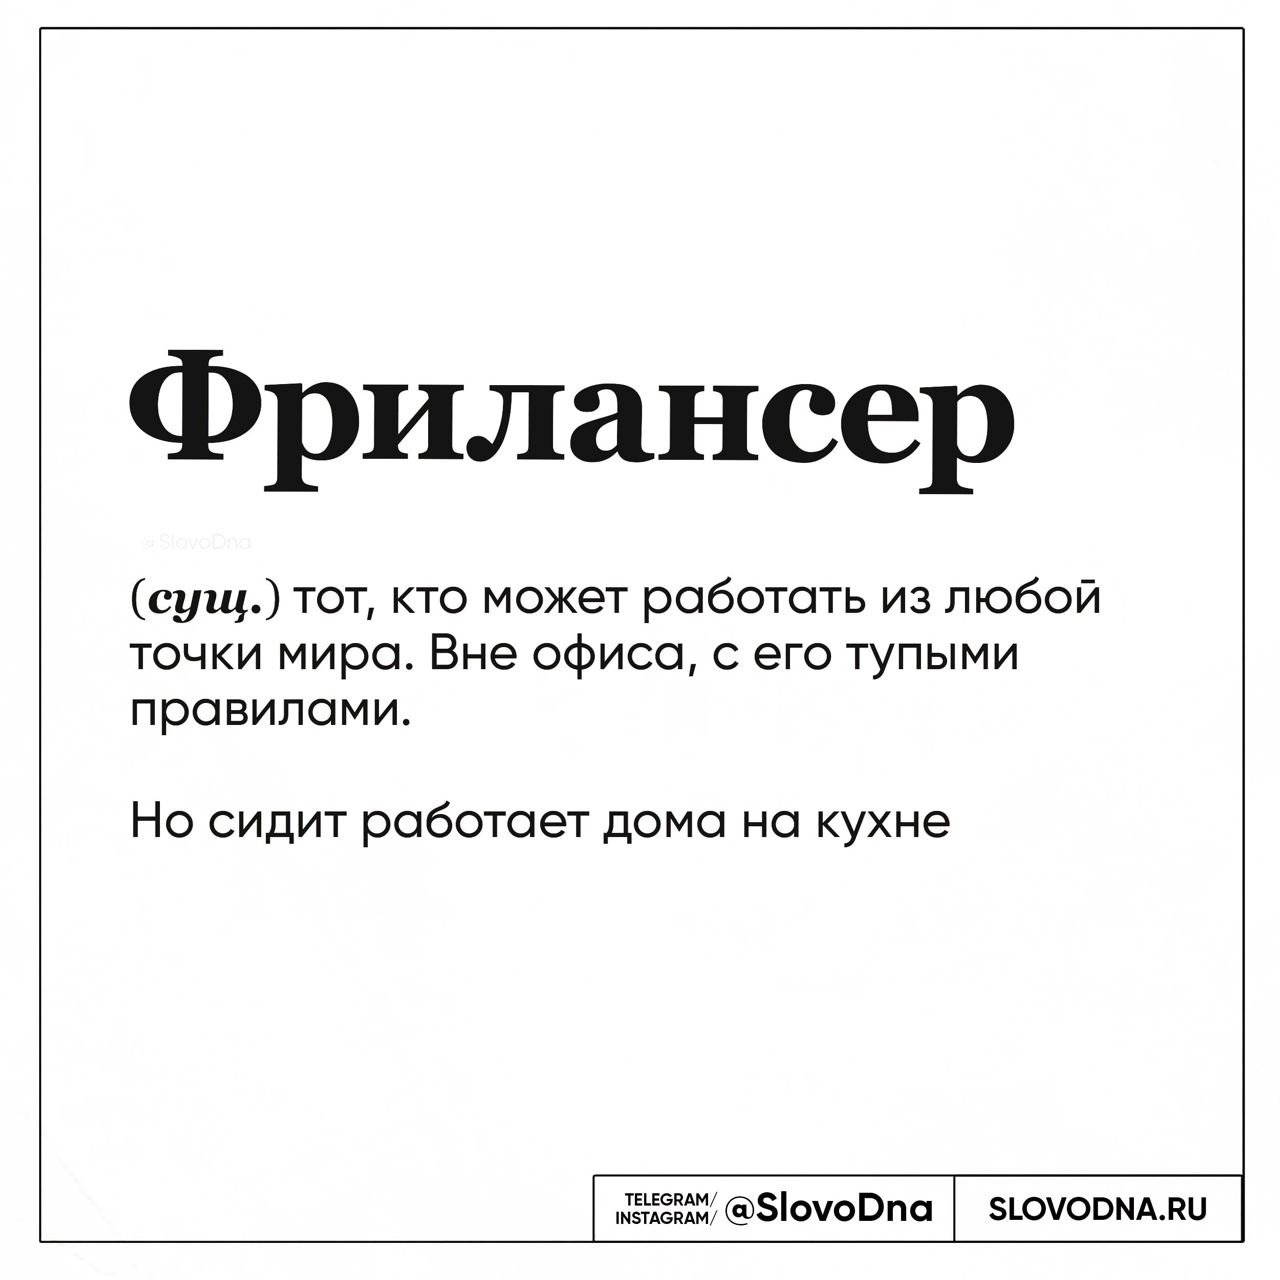 Фрилансер
@SlovoDna
(сущ.) тот, кто может работать из любой
точки мира. Вне офиса, с его тупыми
правилами.
Но сидит работает дома на кухне
TELEGRAM/
INSTAGRAM/
@SlovoDna
SLOVODNA.RU